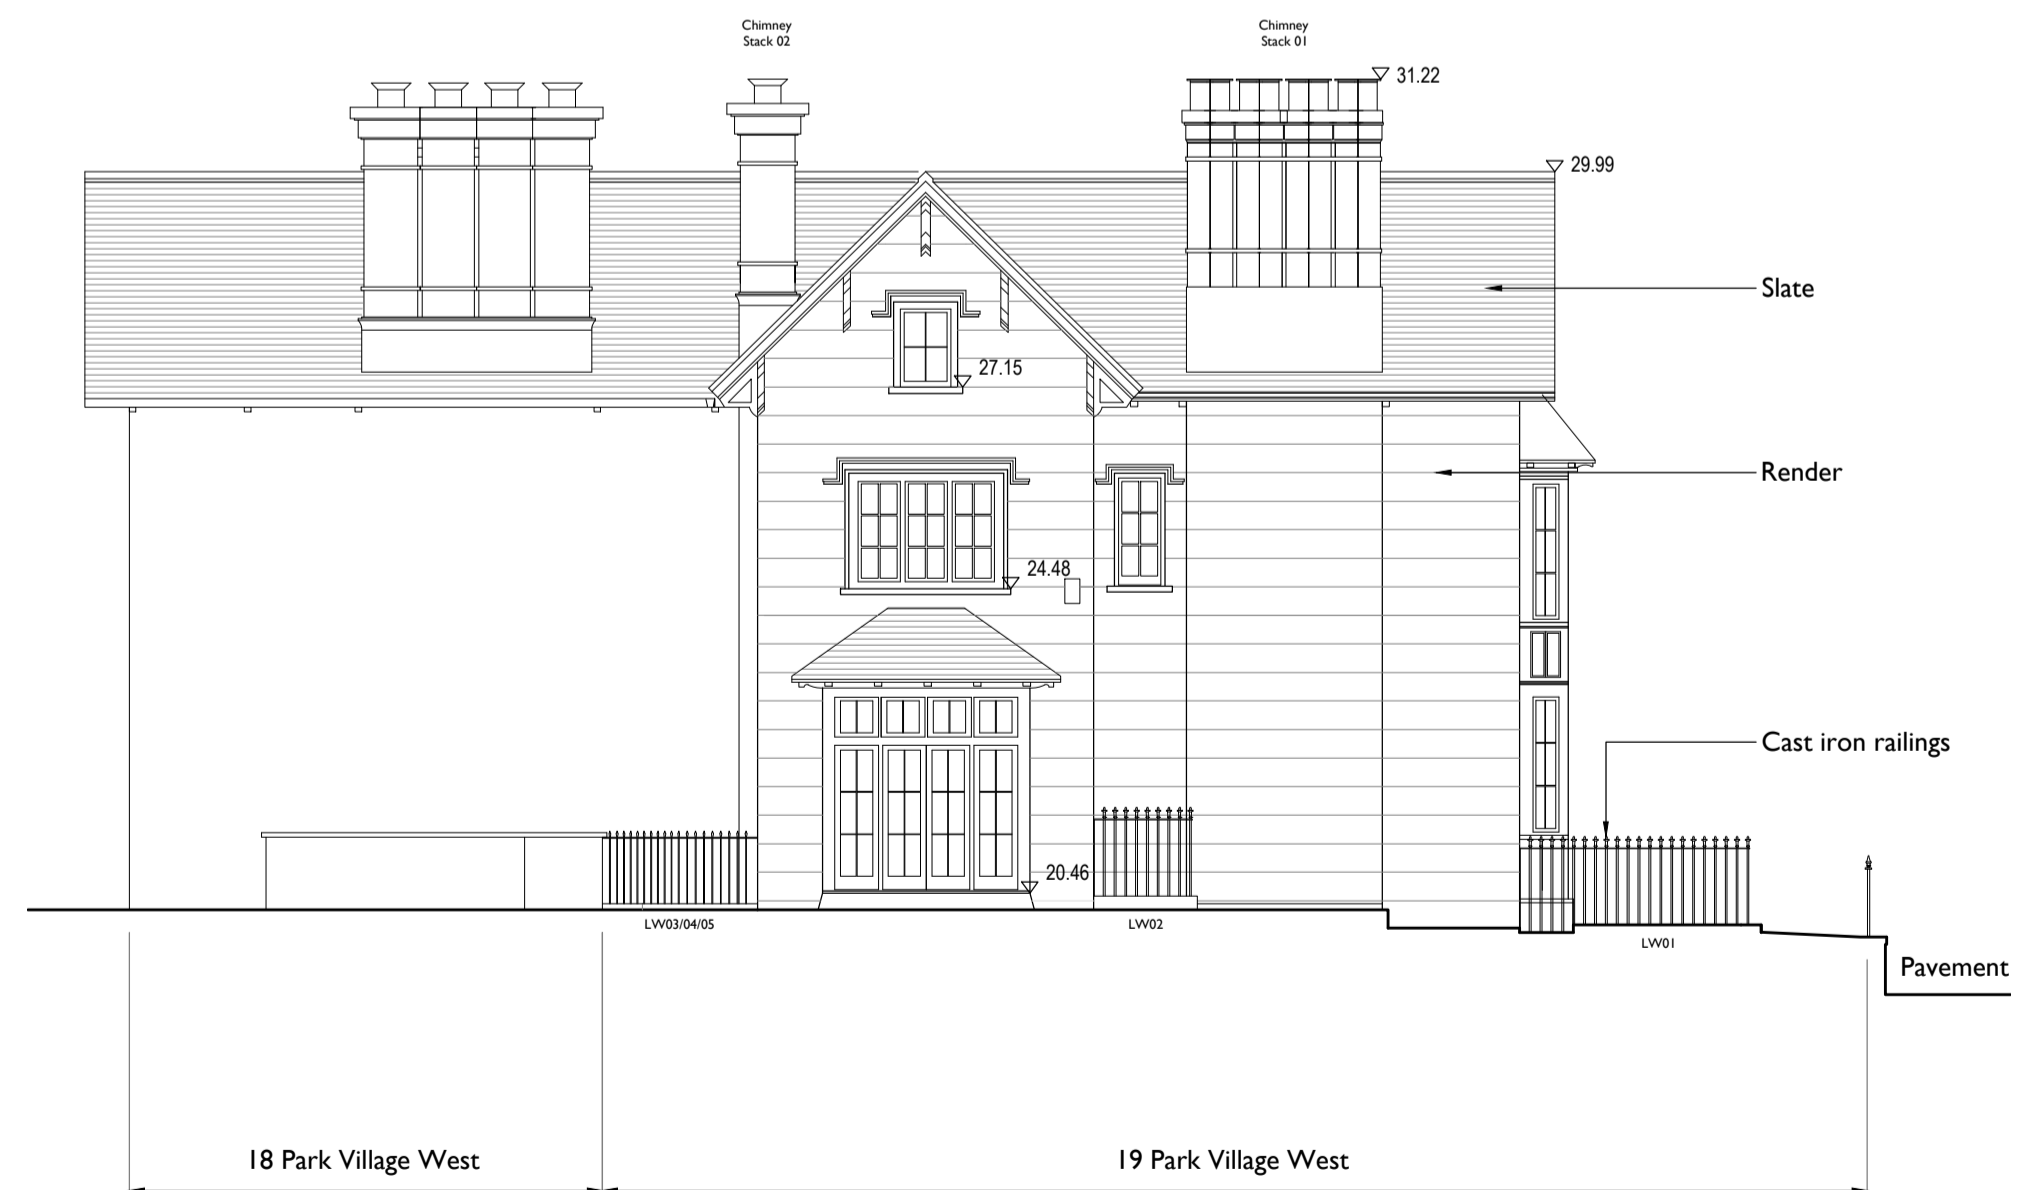 Chimney
Stack 02
Chimney
Stack 01
31.22
29.99
Slate
27.15
Render
24.48
Cast iron railings
20.46
LW03/04/05
LW02
LW01
Pavement
18 Park Village West
19 Park Village West